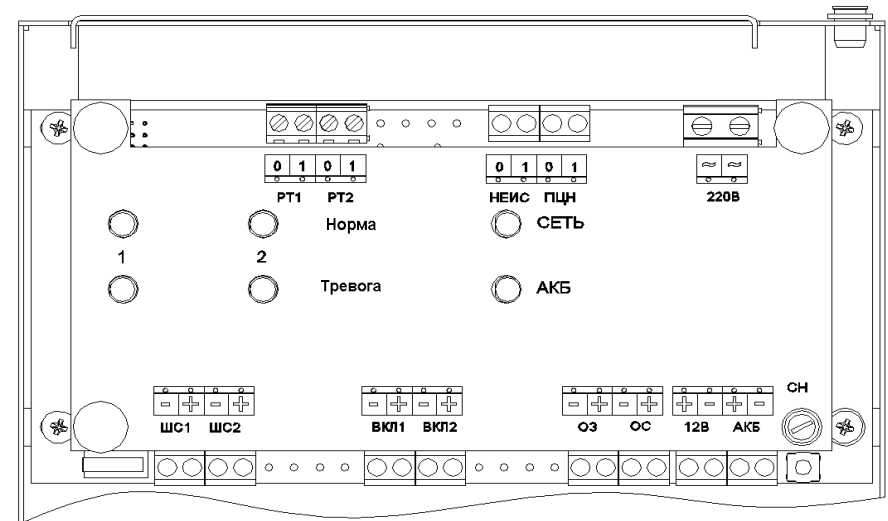 0 1 0 1 0 1 0 1 ~ ~
РТ1 РТ2 НЕИС ПЦН 220В
Норма СЕТЬ
1 2
Тревога АКБ
СН
- + - + - + - + - + - + + - + -
ШС1 ШС2 ВКЛ1 ВКЛ2 ОЗ ОС 12В АКБ